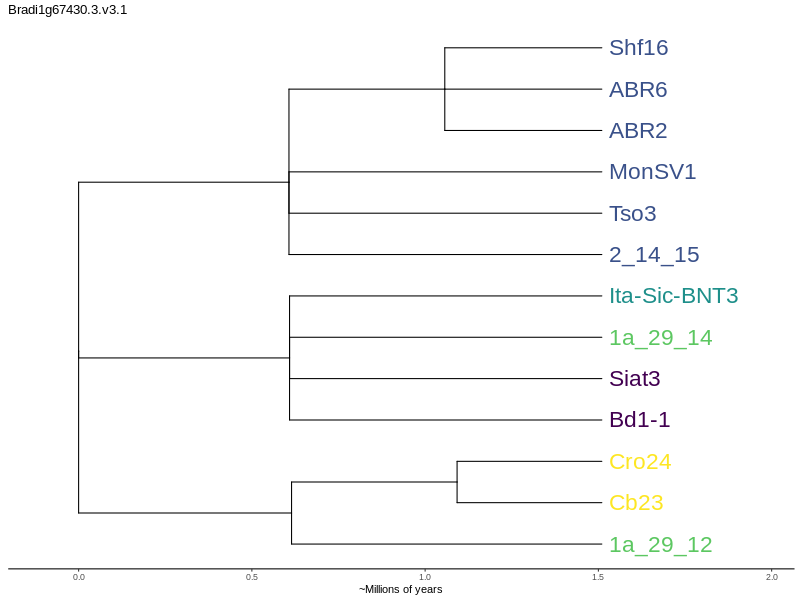 Bradi1g67430.3.v3.1
Shf16
ABR6
ABR2
MonSV1
Tso3
2_14_15
Ita-Sic-BNT3
1a_29_14
Siat3
Bd1-1
Cro24
Cb23
1a_29_12
0.0 0.5 1.0 1.5 2.0
~Millions of years